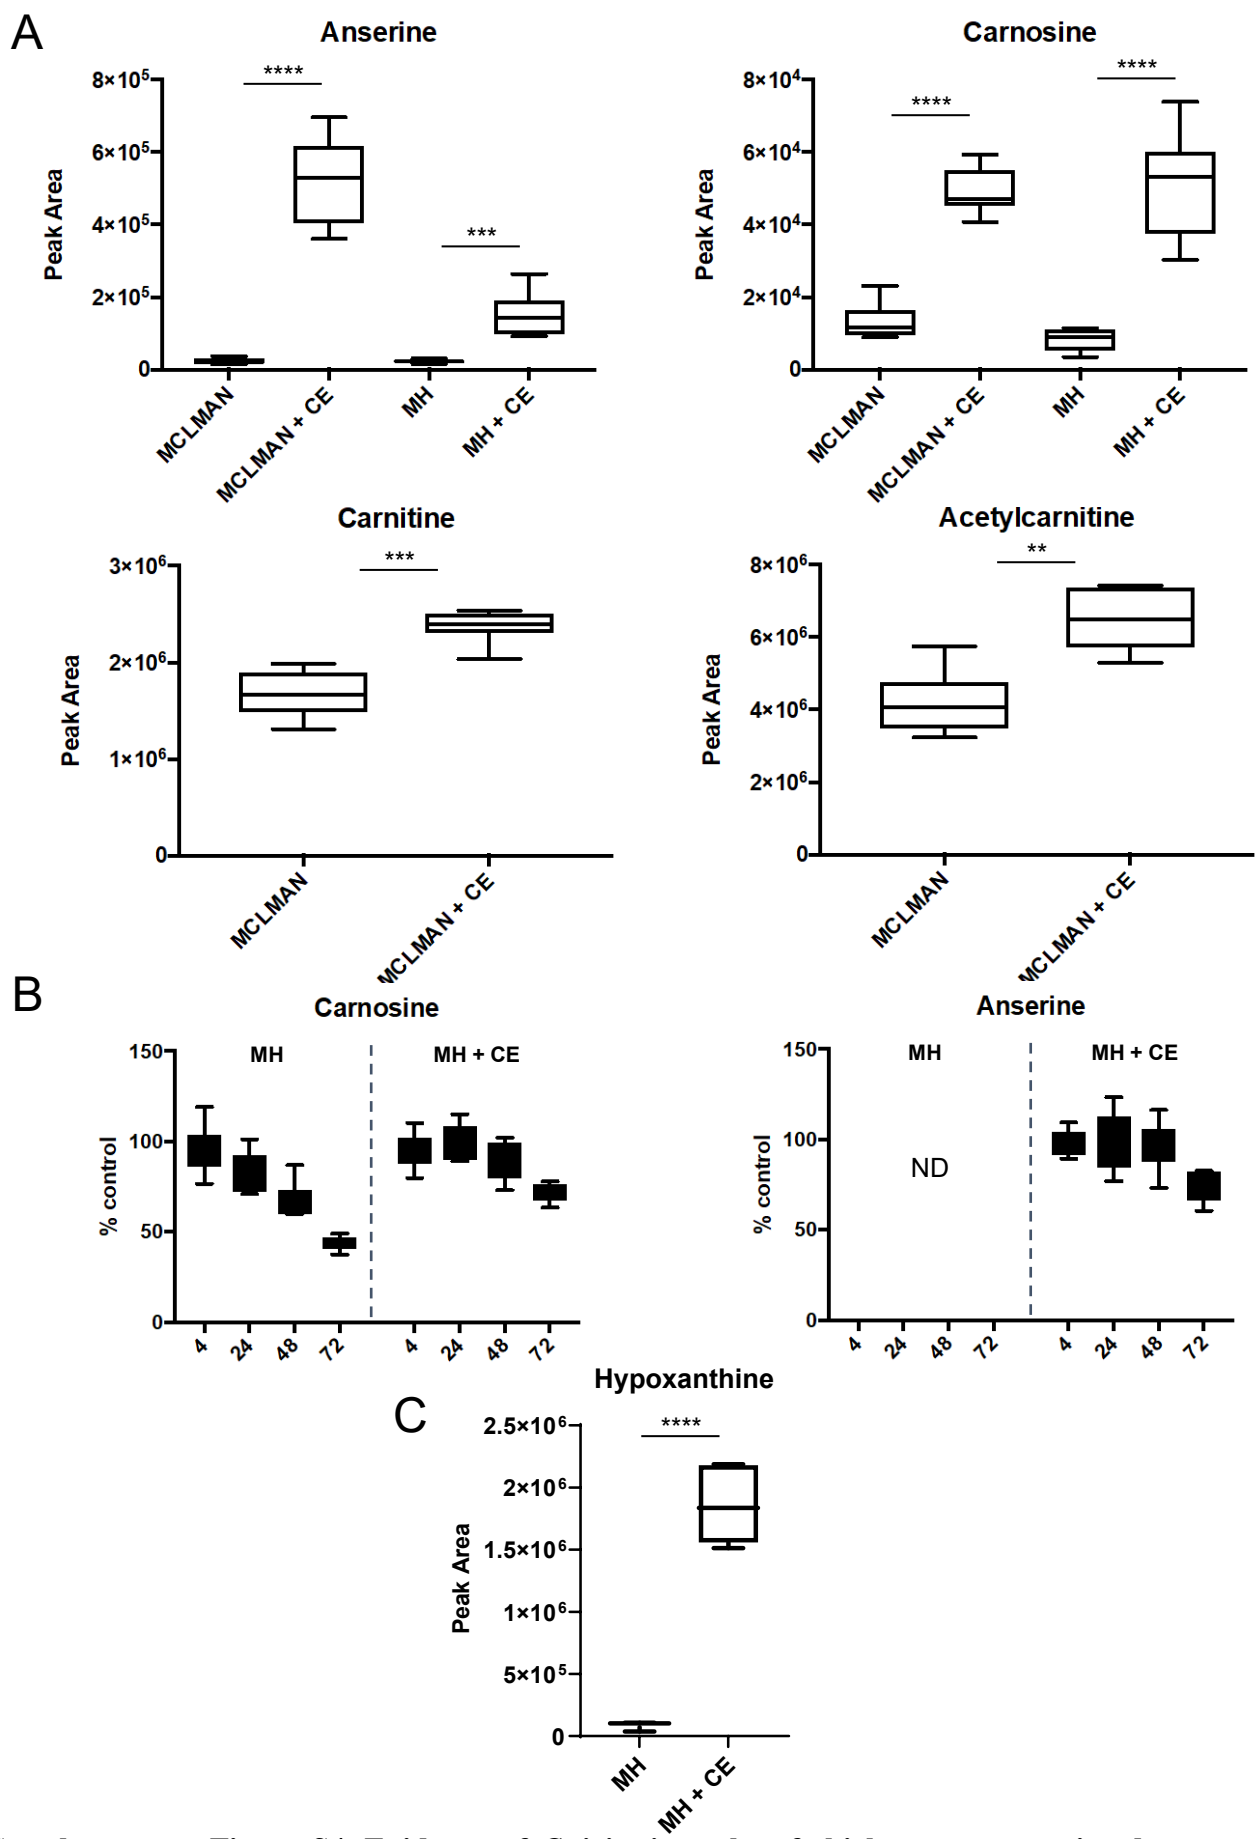 A
Anserine
Carnosine
8×10⁵
6×10⁵
4×10⁵
2×10⁵
0
Peak Area
****
***
MCLMAN
MCLMAN + CE
MH
MH + CE
8×10⁴
6×10⁴
4×10⁴
2×10⁴
0
Peak Area
****
****
MCLMAN
MCLMAN + CE
MH
MH + CE
Carnitine
Acetylcarnitine
3×10⁶
2×10⁶
1×10⁶
0
Peak Area
***
MCLMAN
MCLMAN + CE
8×10⁶
6×10⁶
4×10⁶
2×10⁶
0
Peak Area
**
MCLMAN
MCLMAN + CE
B
Carnosine
Anserine
150
100
50
0
% control
MH
MH + CE
4 24 48 72 4 24 48 72
150
100
50
0
% control
MH
MH + CE
ND
4 24 48 72 4 24 48 72
C
Hypoxanthine
2.5×10⁶
2×10⁶
1.5×10⁶
1×10⁶
5×10⁵
0
Peak Area
****
MH
MH + CE